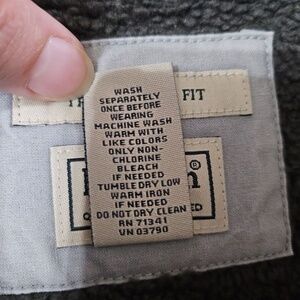 FIT
WASH
SEPARATELY
ONCE BEFORE
WEARING
MACHINE WASH
WARM WITH
LIKE COLORS
ONLY NON-
CHLORINE
BLEACH
IF NEEDED
TUMBLE DRY LOW
WARM IRON
IF NEEDED
DO NOT DRY CLEAN
RN 71341
VN 03790